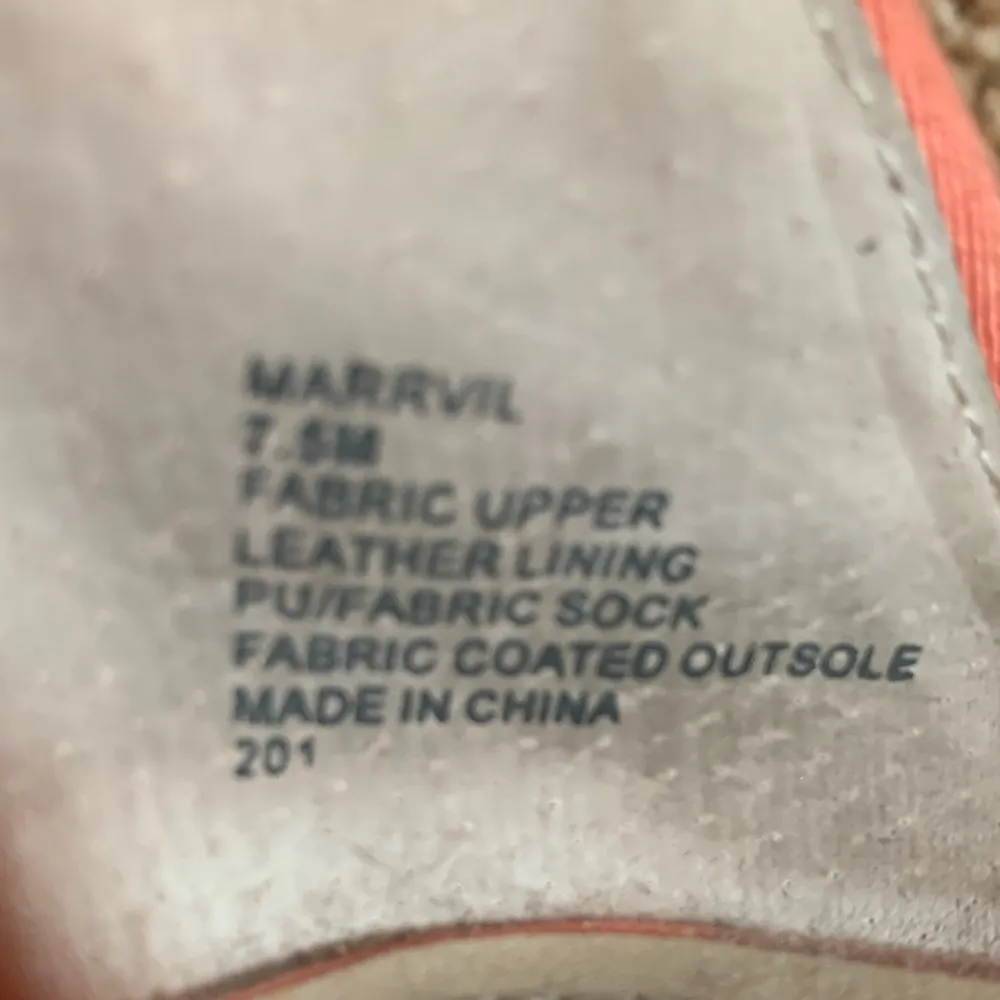 MARRVIL
7.5M
FABRIC UPPER
LEATHER LINING
PU/FABRIC SOCK
FABRIC COATED OUTSOLE
MADE IN CHINA
201